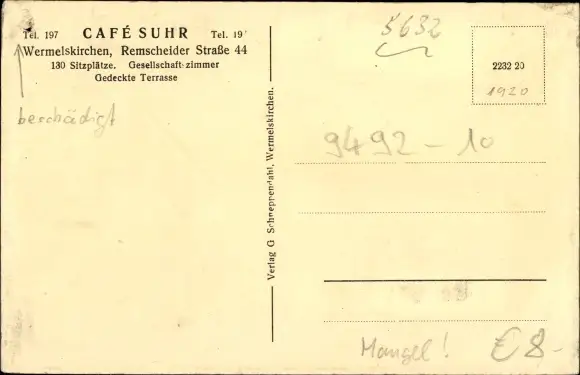 Tel. 197 CAFÉ SUHR Tel. 19
Wermelskirchen, Remscheider Straße 44
130 Sitzplätze. Gesellschaftszimmer
Gedeckte Terrasse
beschädigt
Verlag G Schneppendahl, Wermelskirchen.
5632
2232 20
1920
9492-10
Mangel! € 8-